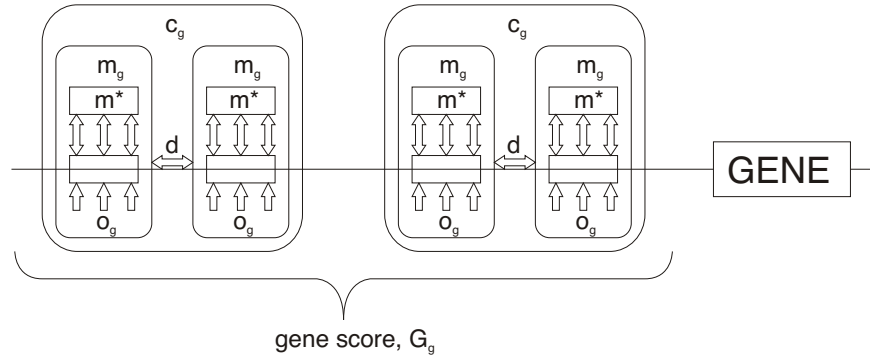 c_g c_g
m_g m_g m_g m_g
m* m* m* m*
d d
GENE
o_g o_g o_g o_g
gene score, G_g